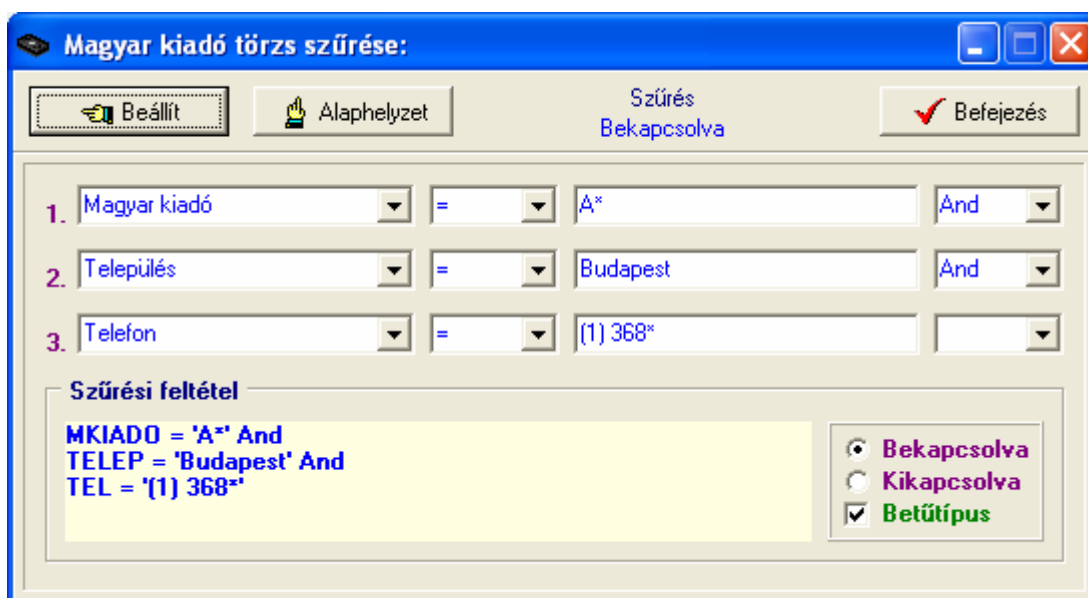 Magyar kiadó törzs szűrése:
Beállít Alaphelyzet Szűrés Bekapcsolva Befejezés
1. Magyar kiadó = A* And
2. Település = Budapest And
3. Telefon = (1) 368*
Szűrési feltétel
MKIADO = 'A*' And
TELEP = 'Budapest' And
TEL = '(1) 368*'
Bekapcsolva
Kikapcsolva
Betűtípus